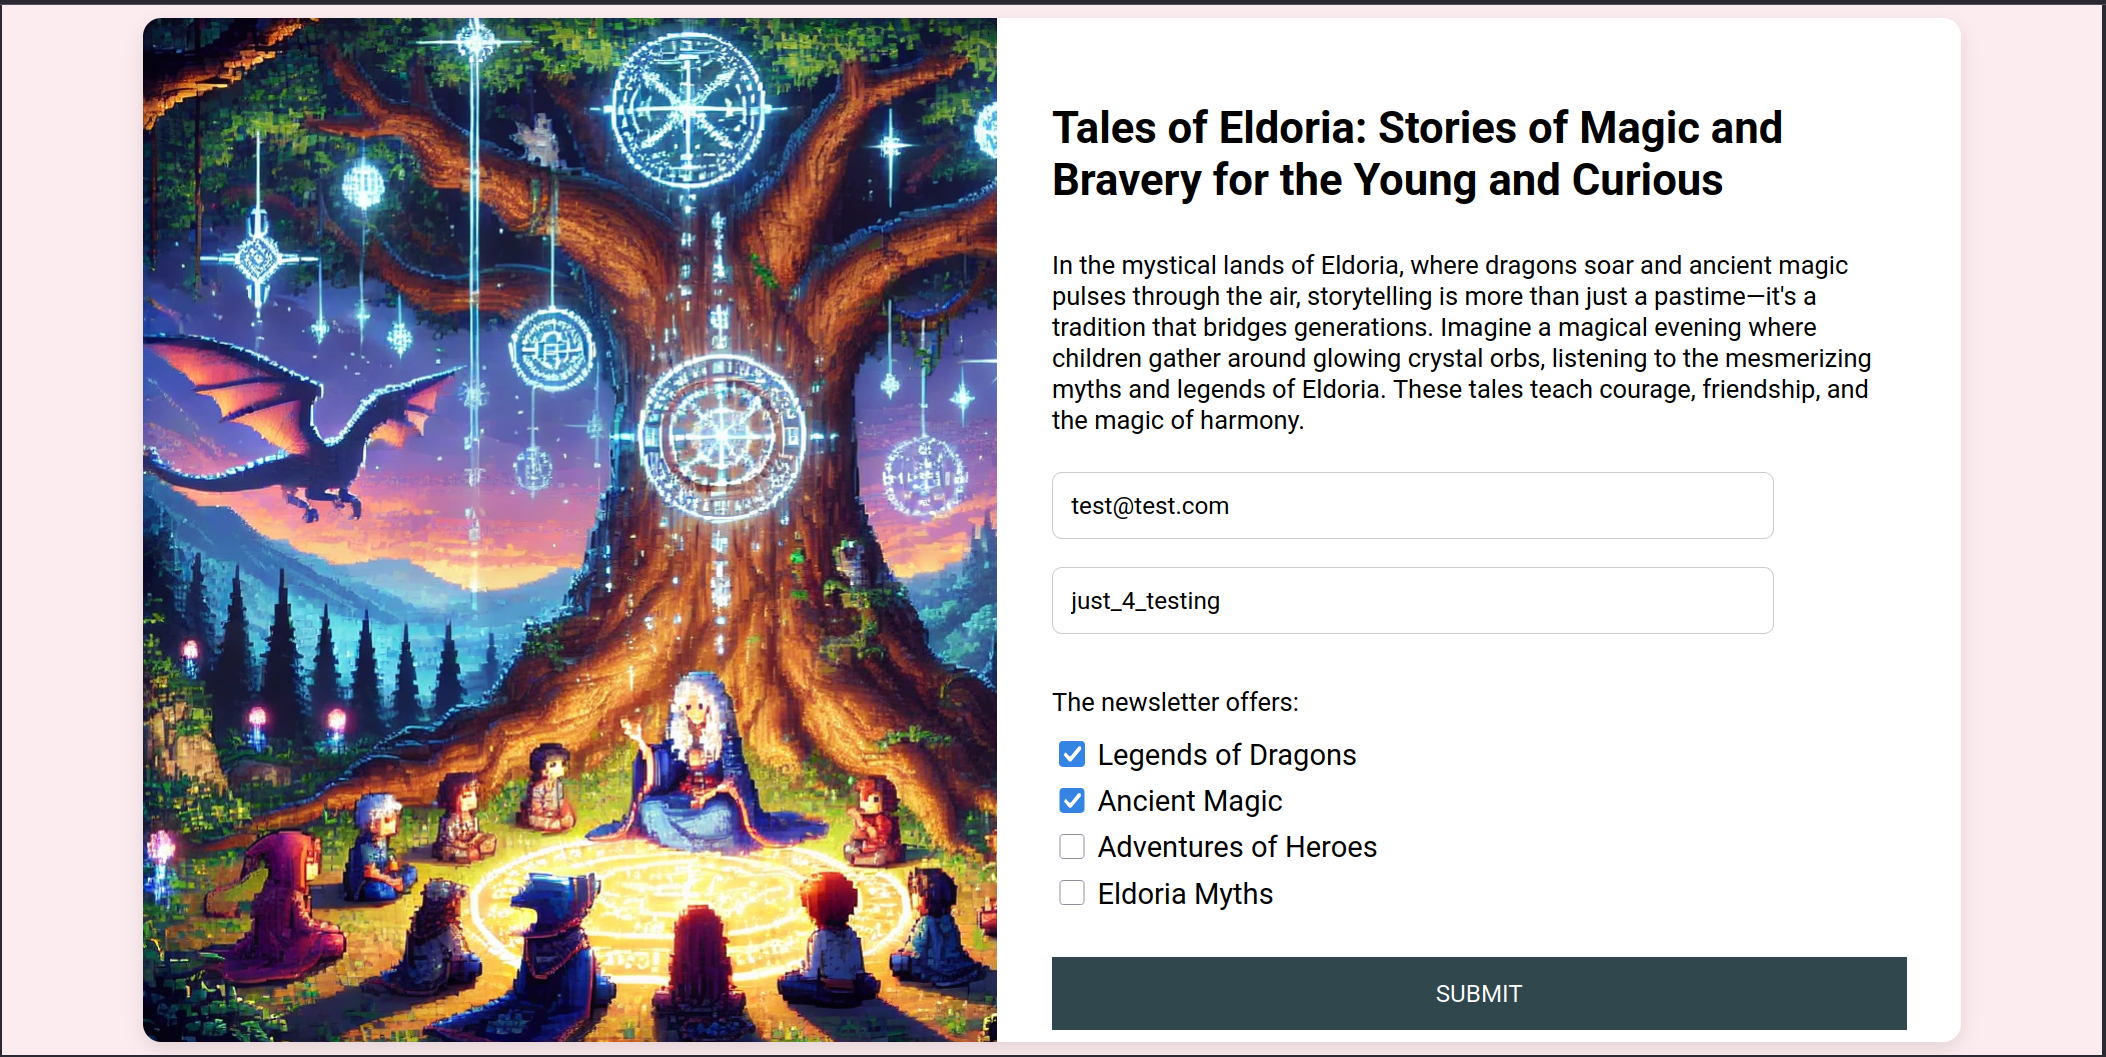 Tales of Eldoria: Stories of Magic and
Bravery for the Young and Curious
In the mystical lands of Eldoria, where dragons soar and ancient magic
pulses through the air, storytelling is more than just a pastime—it's a
tradition that bridges generations. Imagine a magical evening where
children gather around glowing crystal orbs, listening to the mesmerizing
myths and legends of Eldoria. These tales teach courage, friendship, and
the magic of harmony.
test@test.com
just_4_testing
The newsletter offers:
Legends of Dragons
Ancient Magic
Adventures of Heroes
Eldoria Myths
SUBMIT